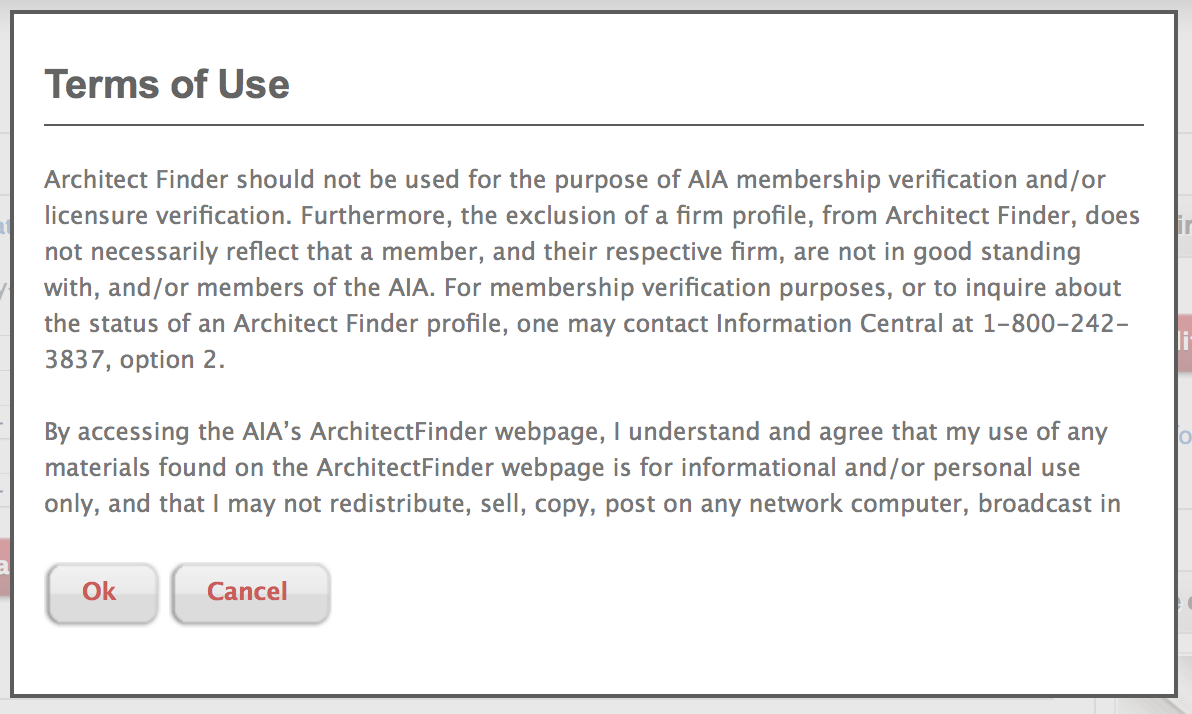 Terms of Use
Architect Finder should not be used for the purpose of AIA membership verification and/or
licensure verification. Furthermore, the exclusion of a firm profile, from Architect Finder, does
not necessarily reflect that a member, and their respective firm, are not in good standing
with, and/or members of the AIA. For membership verification purposes, or to inquire about
the status of an Architect Finder profile, one may contact Information Central at 1-800-242-
3837, option 2.
By accessing the AIA’s ArchitectFinder webpage, I understand and agree that my use of any
materials found on the ArchitectFinder webpage is for informational and/or personal use
only, and that I may not redistribute, sell, copy, post on any network computer, broadcast in
Ok Cancel